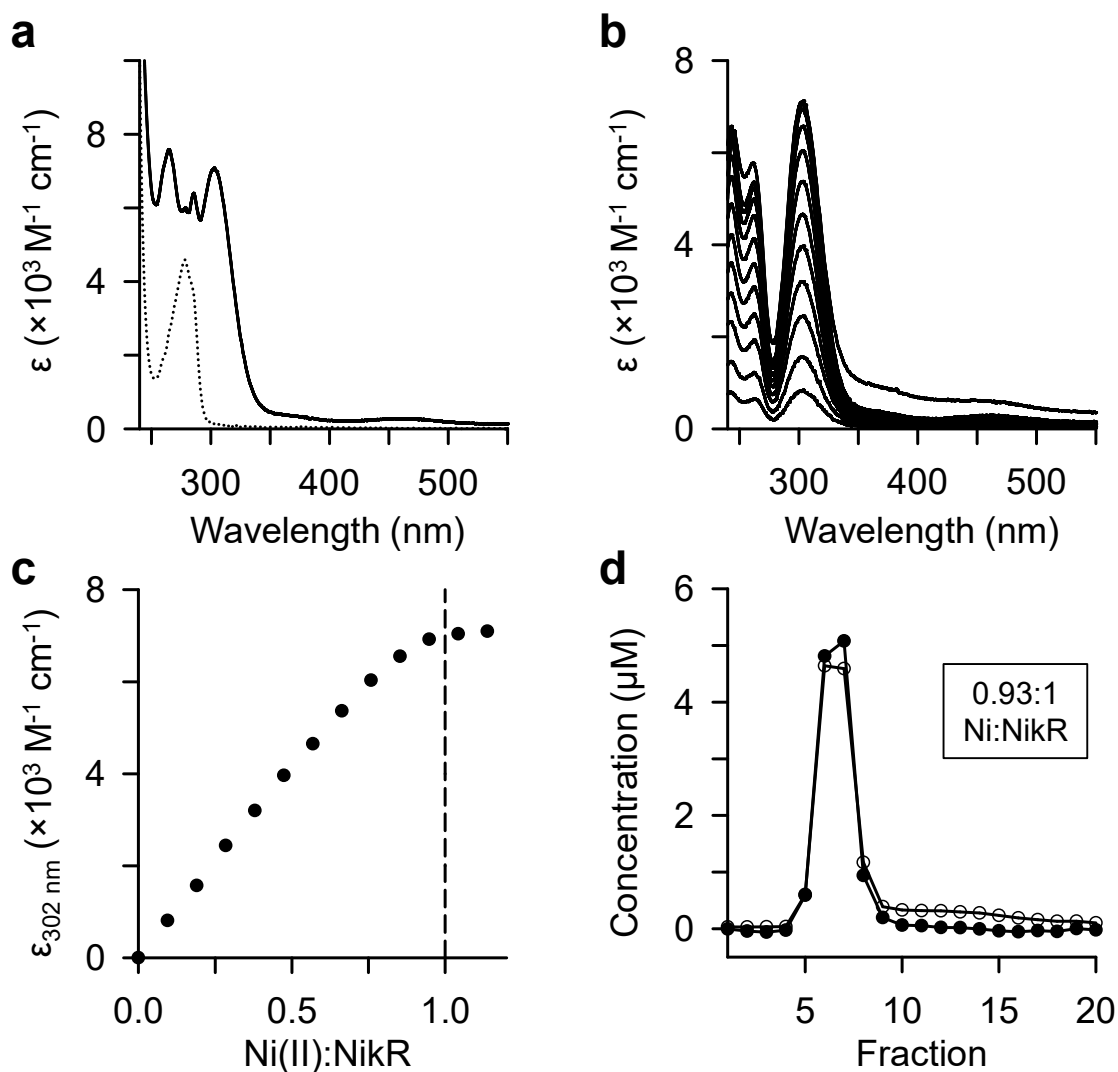 a
ε (×10³ M⁻¹ cm⁻¹)
8
4
0
300
400
500
Wavelength (nm)
b
ε (×10³ M⁻¹ cm⁻¹)
8
4
0
300
400
500
Wavelength (nm)
c
ε302 nm (×10³ M⁻¹ cm⁻¹)
8
4
0
0.0
0.5
1.0
Ni(II):NikR
d
Concentration (µM)
6
4
2
0
0.93:1
Ni:NikR
5
10
15
20
Fraction